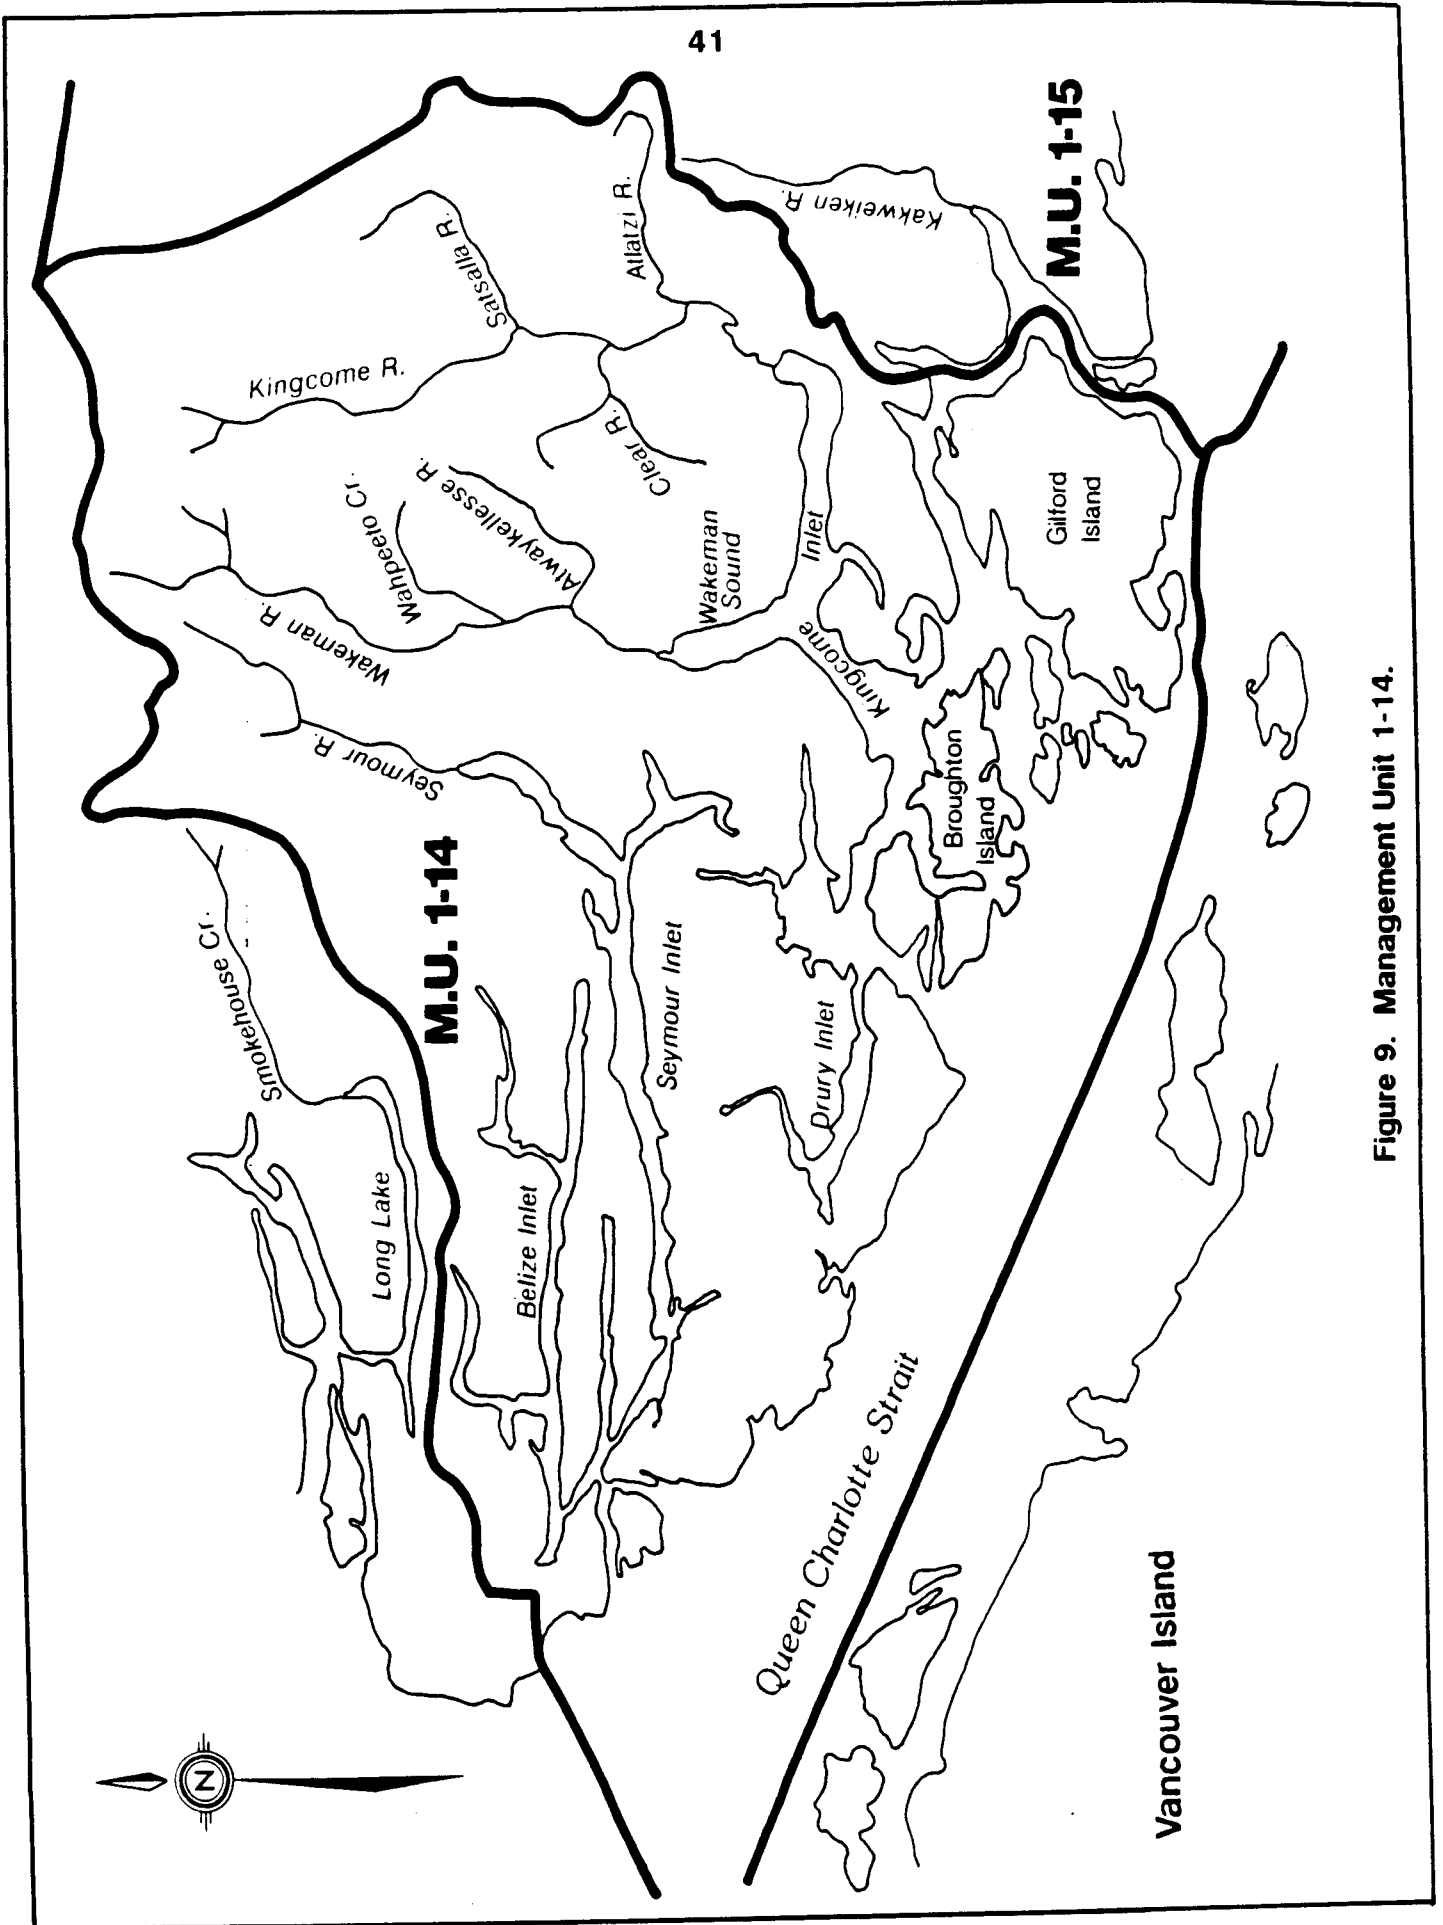 41
M.U. 1-15
Kakweiken R.
Atlatzi R.
Satsalla R.
Kingcome R.
Clear R.
Atwaykellesse R.
Wahpeeto Cr.
Wakeman R.
Wakeman
Sound
Kingcome
Inlet
Gilford
Island
Seymour R.
Broughton
Island
M.U. 1-14
Smokehouse Cr.
Seymour Inlet
Drury Inlet
Long Lake
Belize Inlet
Queen Charlotte Strait
Vancouver Island
N
Figure 9. Management Unit 1-14.